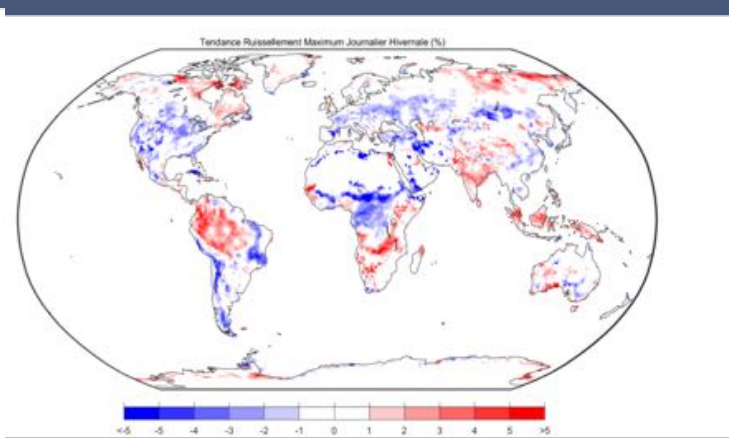 Tendance Ruissellement Maximum Journalier Hivernale (%)
<-5 -5 -4 -3 -2 -1 0 1 2 3 4 5 >5